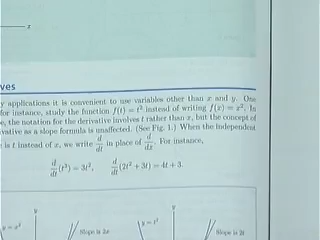 x
ves
y applications it is convenient to use variables other than x and y. One
for instance, study the function f(t) = t² instead of writing f(x) = x². In
e, the notation for the derivative involves t rather than x, but the concept of
ivative as a slope formula is unaffected. (See Fig. 1.) When the independent
e is t instead of x, we write d/dt in place of d/dx. For instance,
d/dt (t³) = 3t², d/dt (2t² + 3t) = 4t + 3.
y y
y = x² Slope is 2x y = t² Slope is 2t